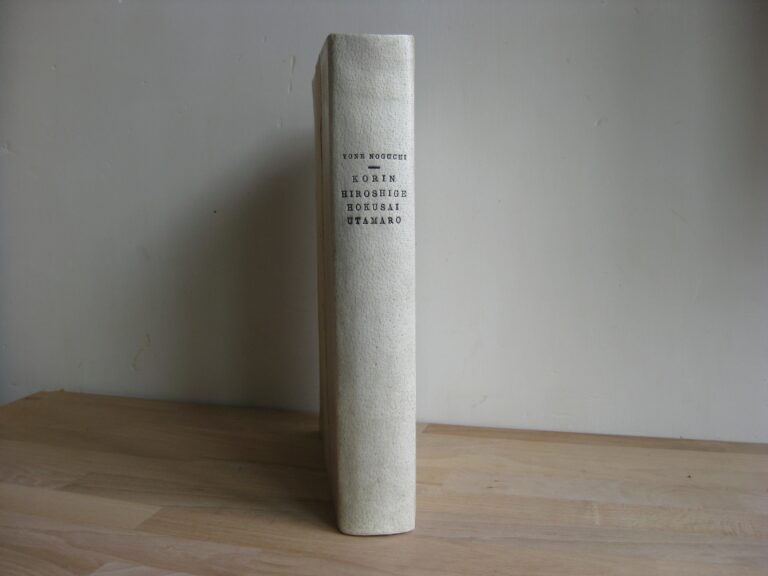 YONE NOGUCHI
KORIN
HIROSHIGE
HOKUSAI
UTAMARO